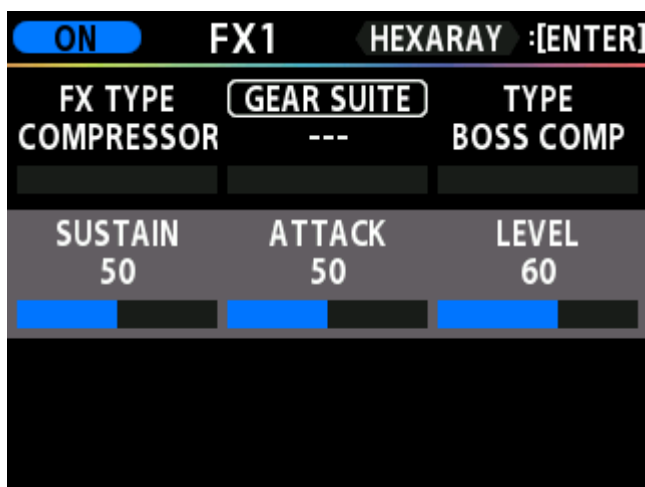 ON FX1 HEXARAY :[ENTER]
FX TYPE GEAR SUITE TYPE
COMPRESSOR --- BOSS COMP
SUSTAIN ATTACK LEVEL
50 50 60